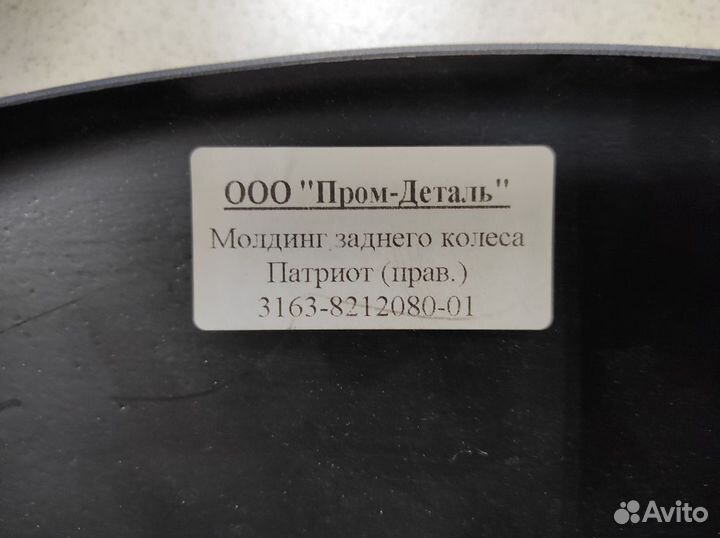 ООО "Пром-Деталь"
Молдинг заднего колеса
Патриот (прав.)
3163-8212080-01
Avito